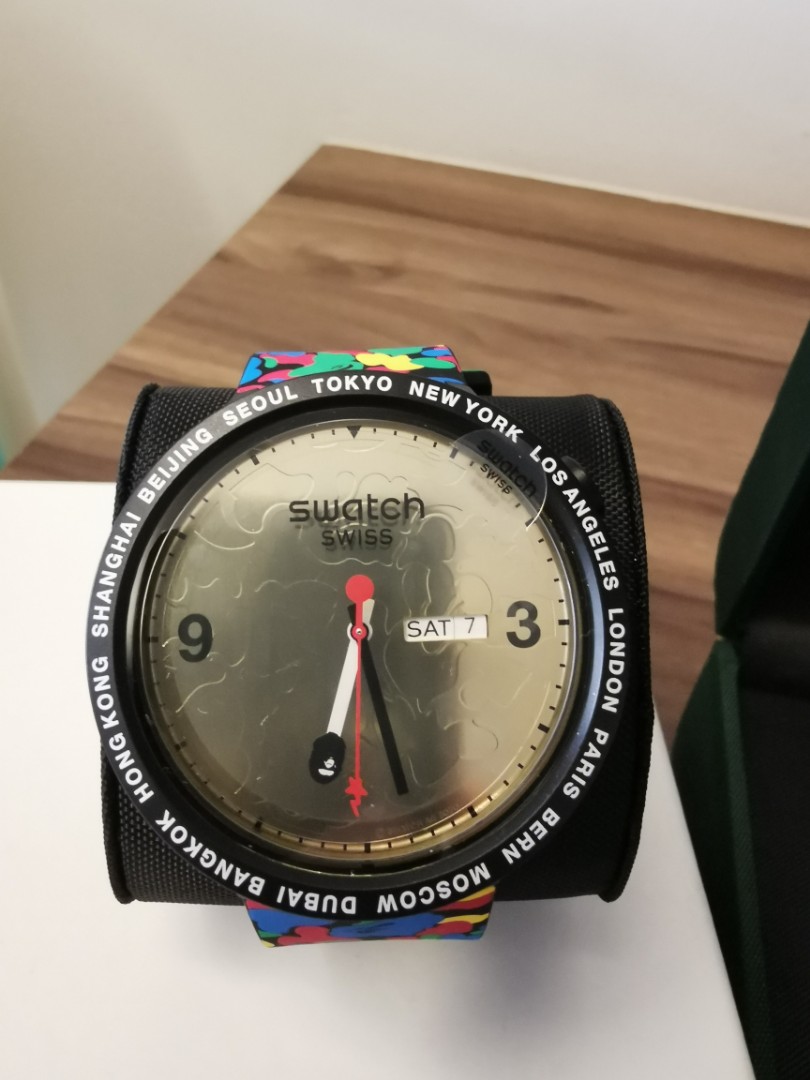 TOKYO NEW YORK LOS ANGELES LONDON PARIS BERN MOSCOW DUBAI BANGKOK HONG KONG SHANGHAI BEIJING SEOUL
swatch
SWISS
swatch
SWISS
9
SAT 7
3